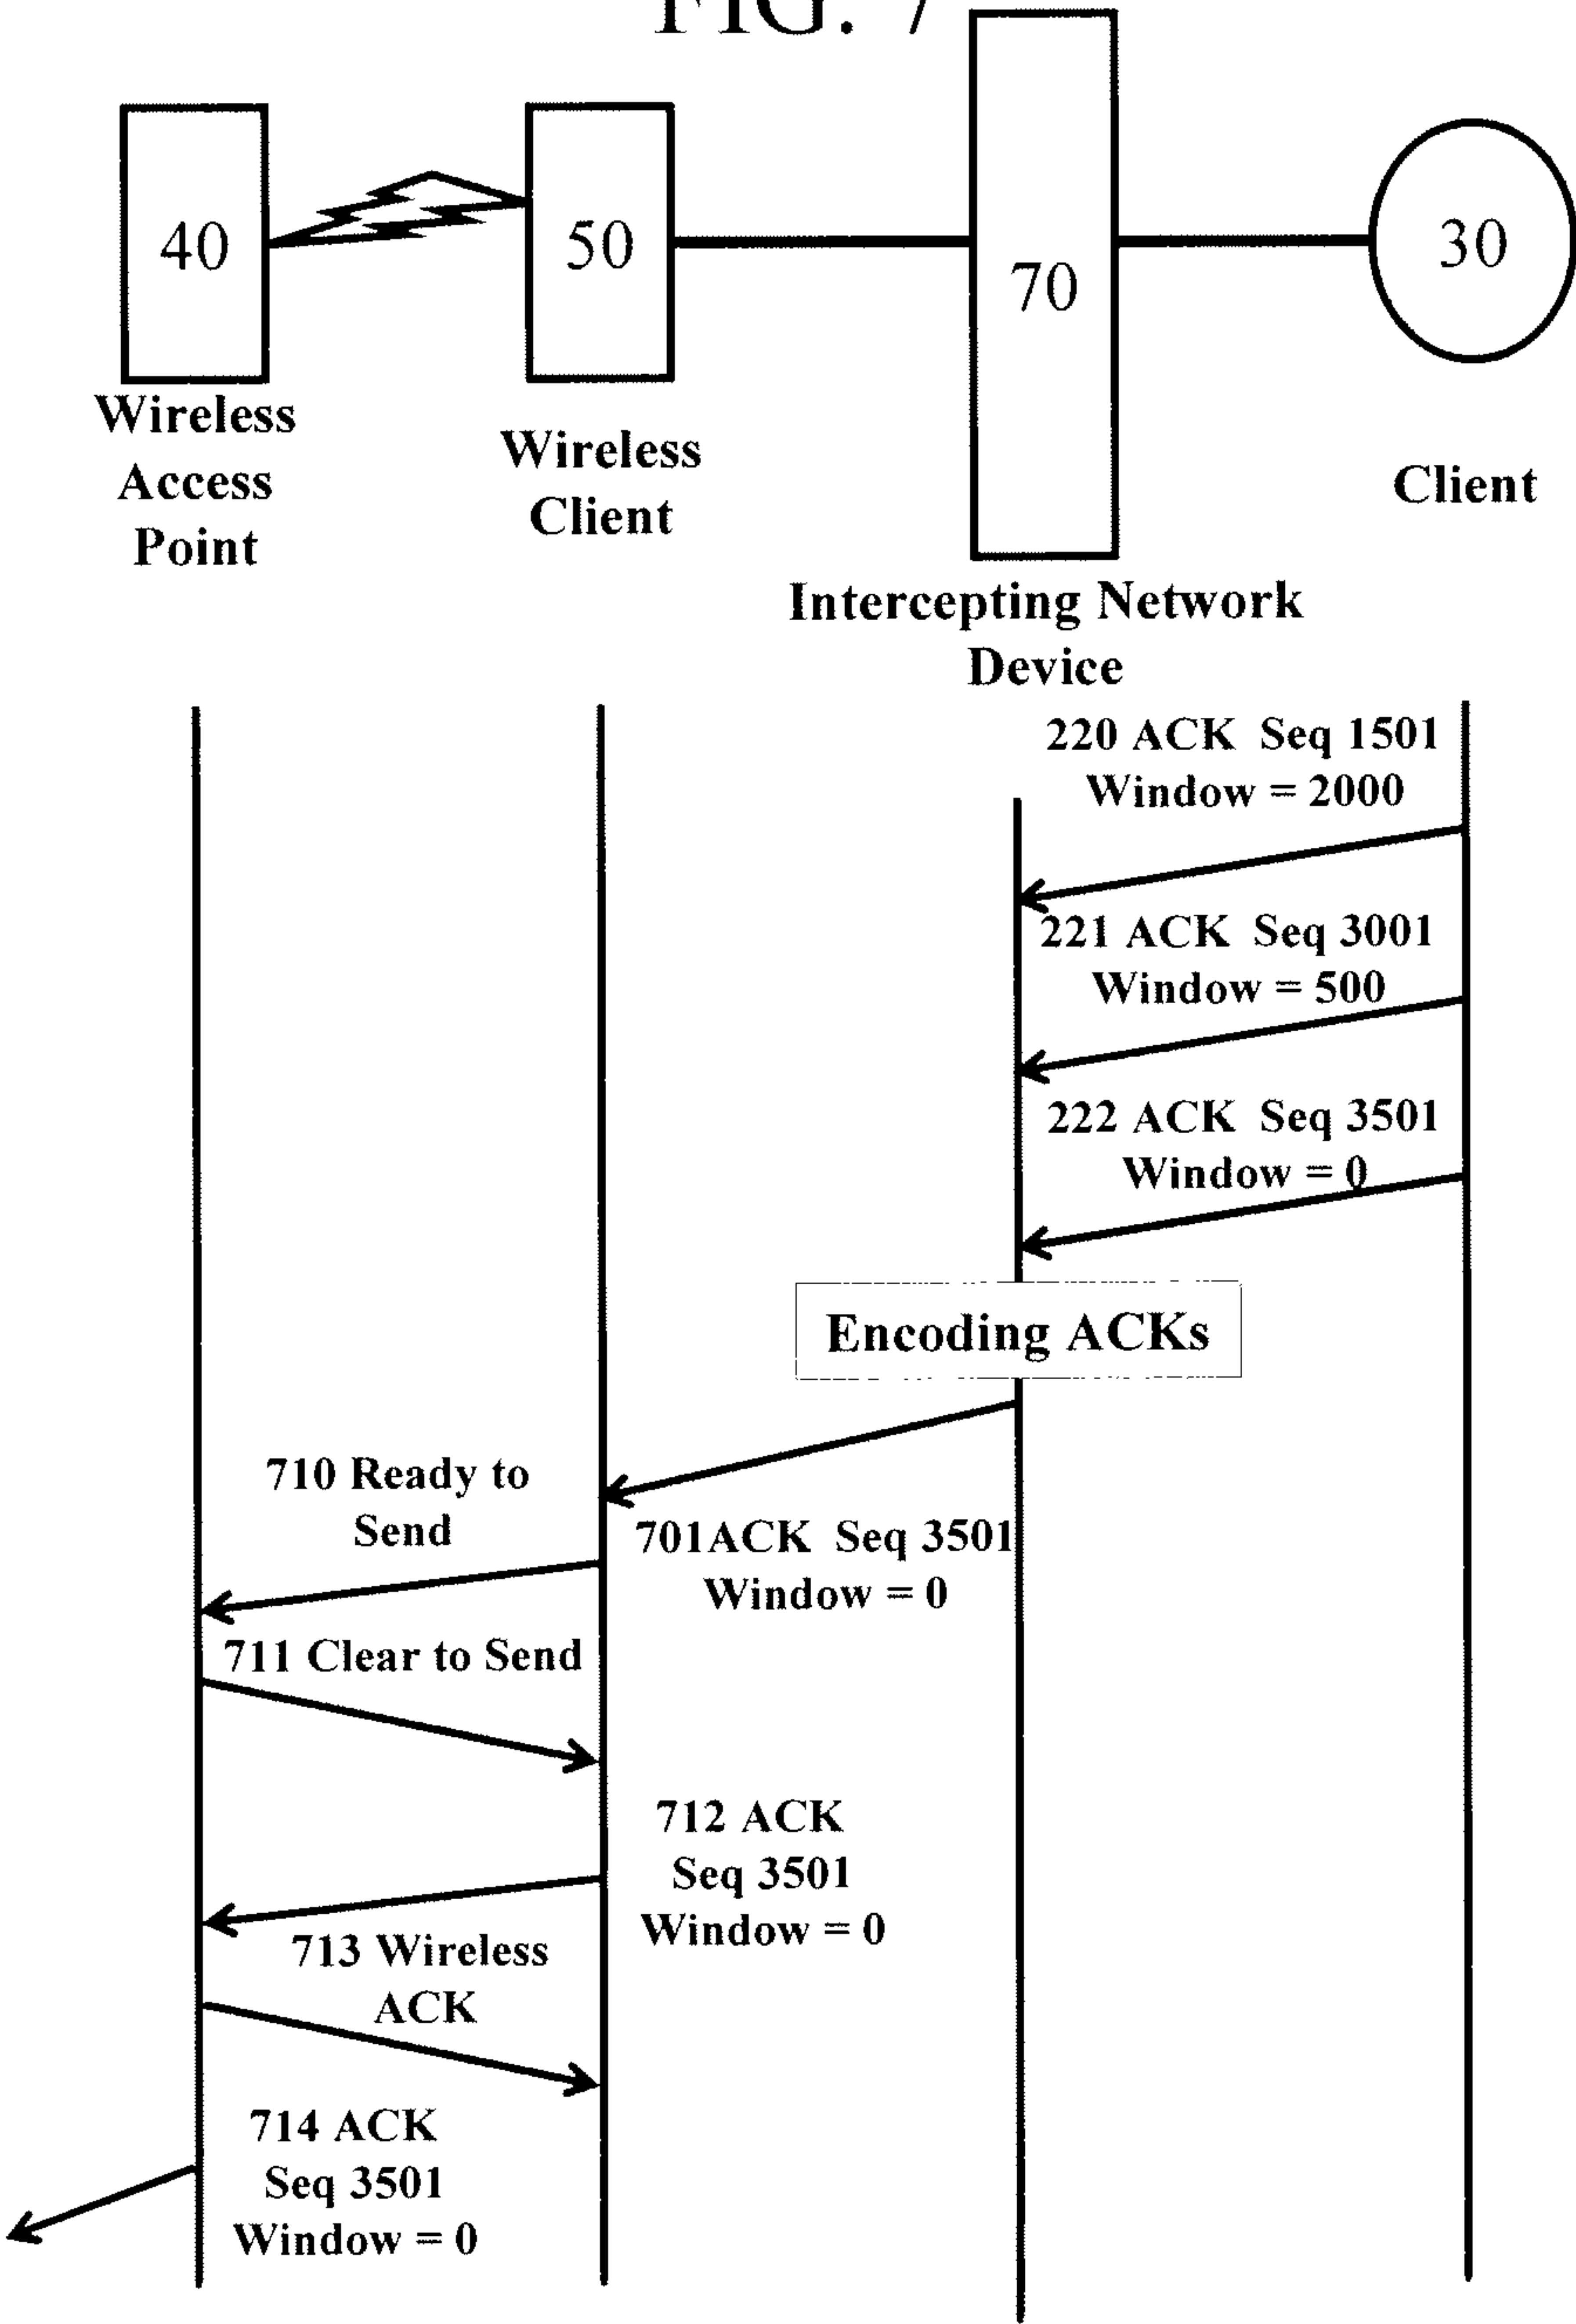 FIG. 7
40
50
70
30
Wireless
Access
Point
Wireless
Client
Intercepting Network
Device
Client
220 ACK Seq 1501
Window = 2000
221 ACK Seq 3001
Window = 500
222 ACK Seq 3501
Window = 0
Encoding ACKs
710 Ready to
Send
701ACK Seq 3501
Window = 0
711 Clear to Send
712 ACK
Seq 3501
Window = 0
713 Wireless
ACK
714 ACK
Seq 3501
Window = 0